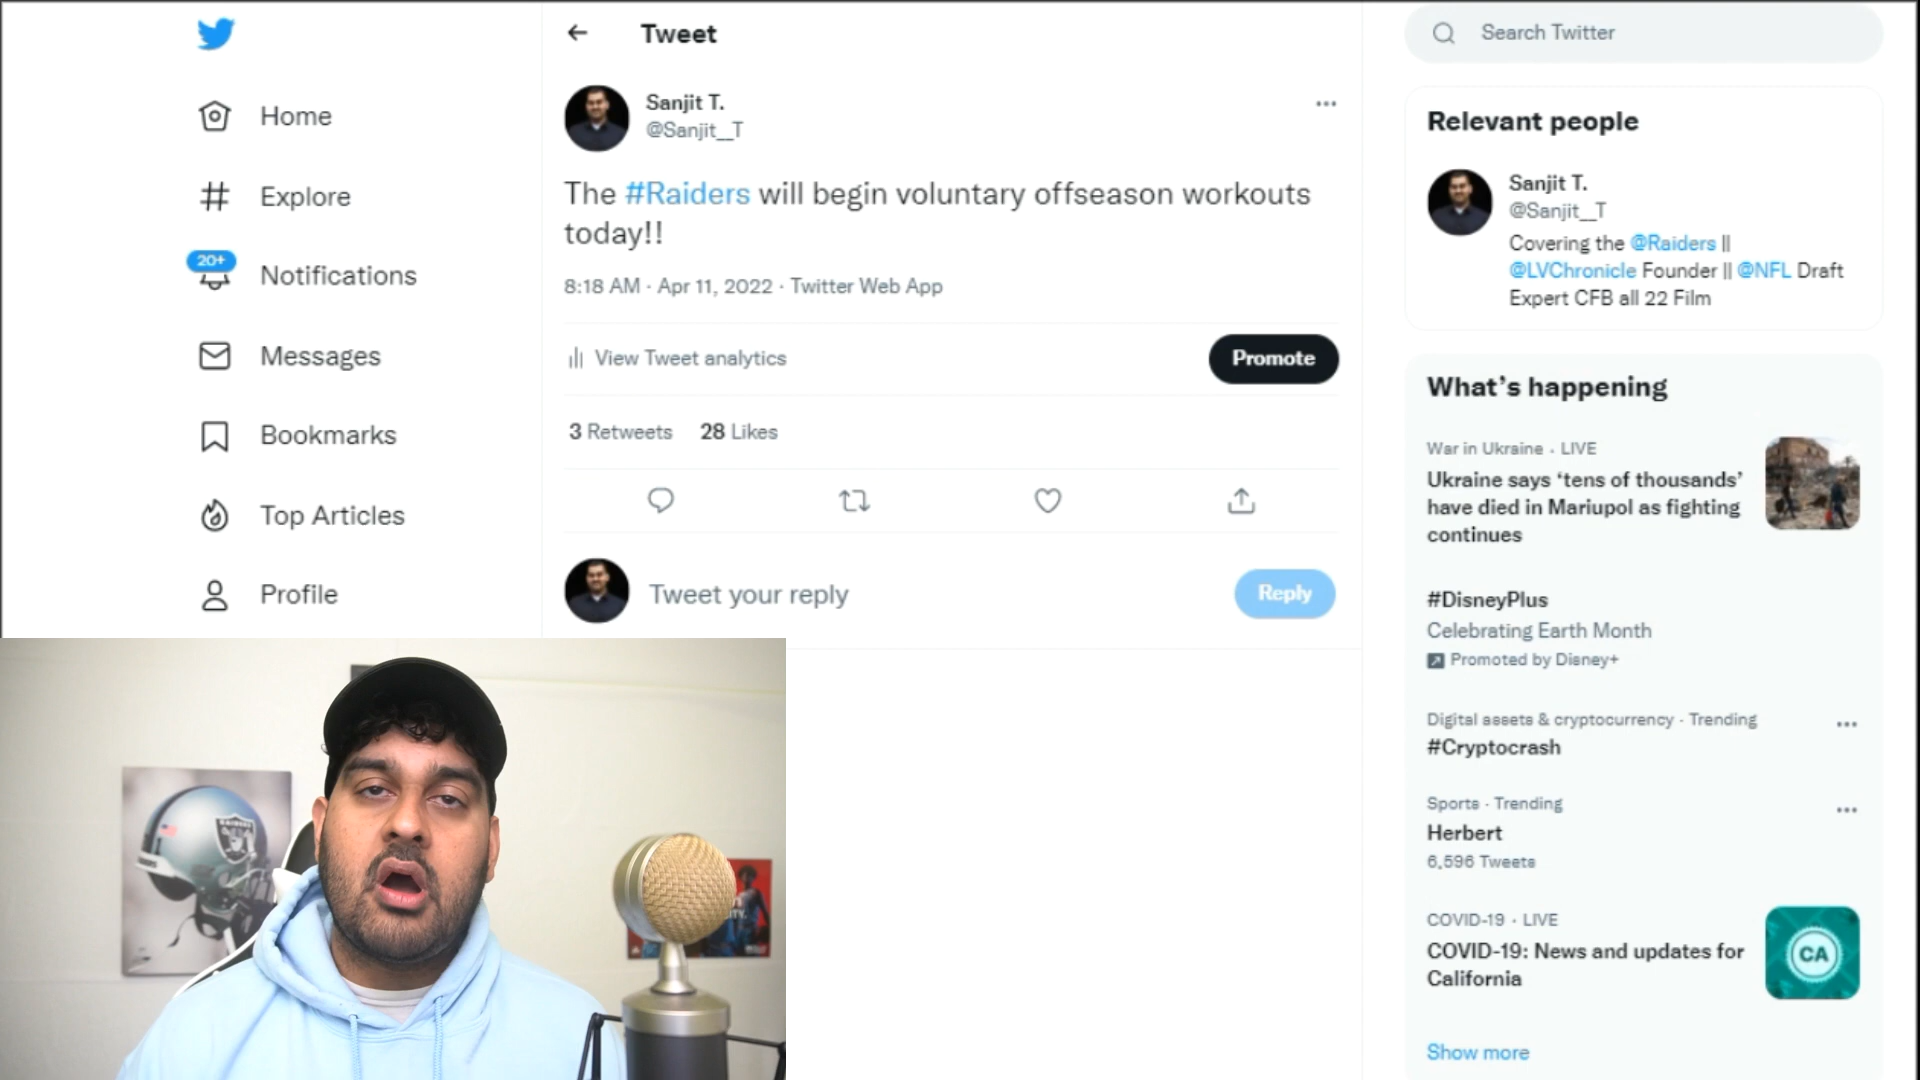 Home
Explore
20+
Notifications
Messages
Bookmarks
Top Articles
Profile
Tweet
Sanjit T.
@Sanjit__T
The #Raiders will begin voluntary offseason workouts
today!!
8:18 AM · Apr 11, 2022 · Twitter Web App
View Tweet analytics
Promote
3 Retweets 28 Likes
Tweet your reply
Reply
Search Twitter
Relevant people
Sanjit T.
@Sanjit__T
Covering the @Raiders ||
@LVChronicle Founder || @NFL Draft
Expert CFB all 22 Film
What's happening
War in Ukraine · LIVE
Ukraine says ‘tens of thousands’
have died in Mariupol as fighting
continues
#DisneyPlus
Celebrating Earth Month
Promoted by Disney+
Digital assets & cryptocurrency · Trending
#Cryptocrash
Sports · Trending
Herbert
6,596 Tweets
COVID-19 · LIVE
COVID-19: News and updates for
California
CA
Show more
RAIDERS